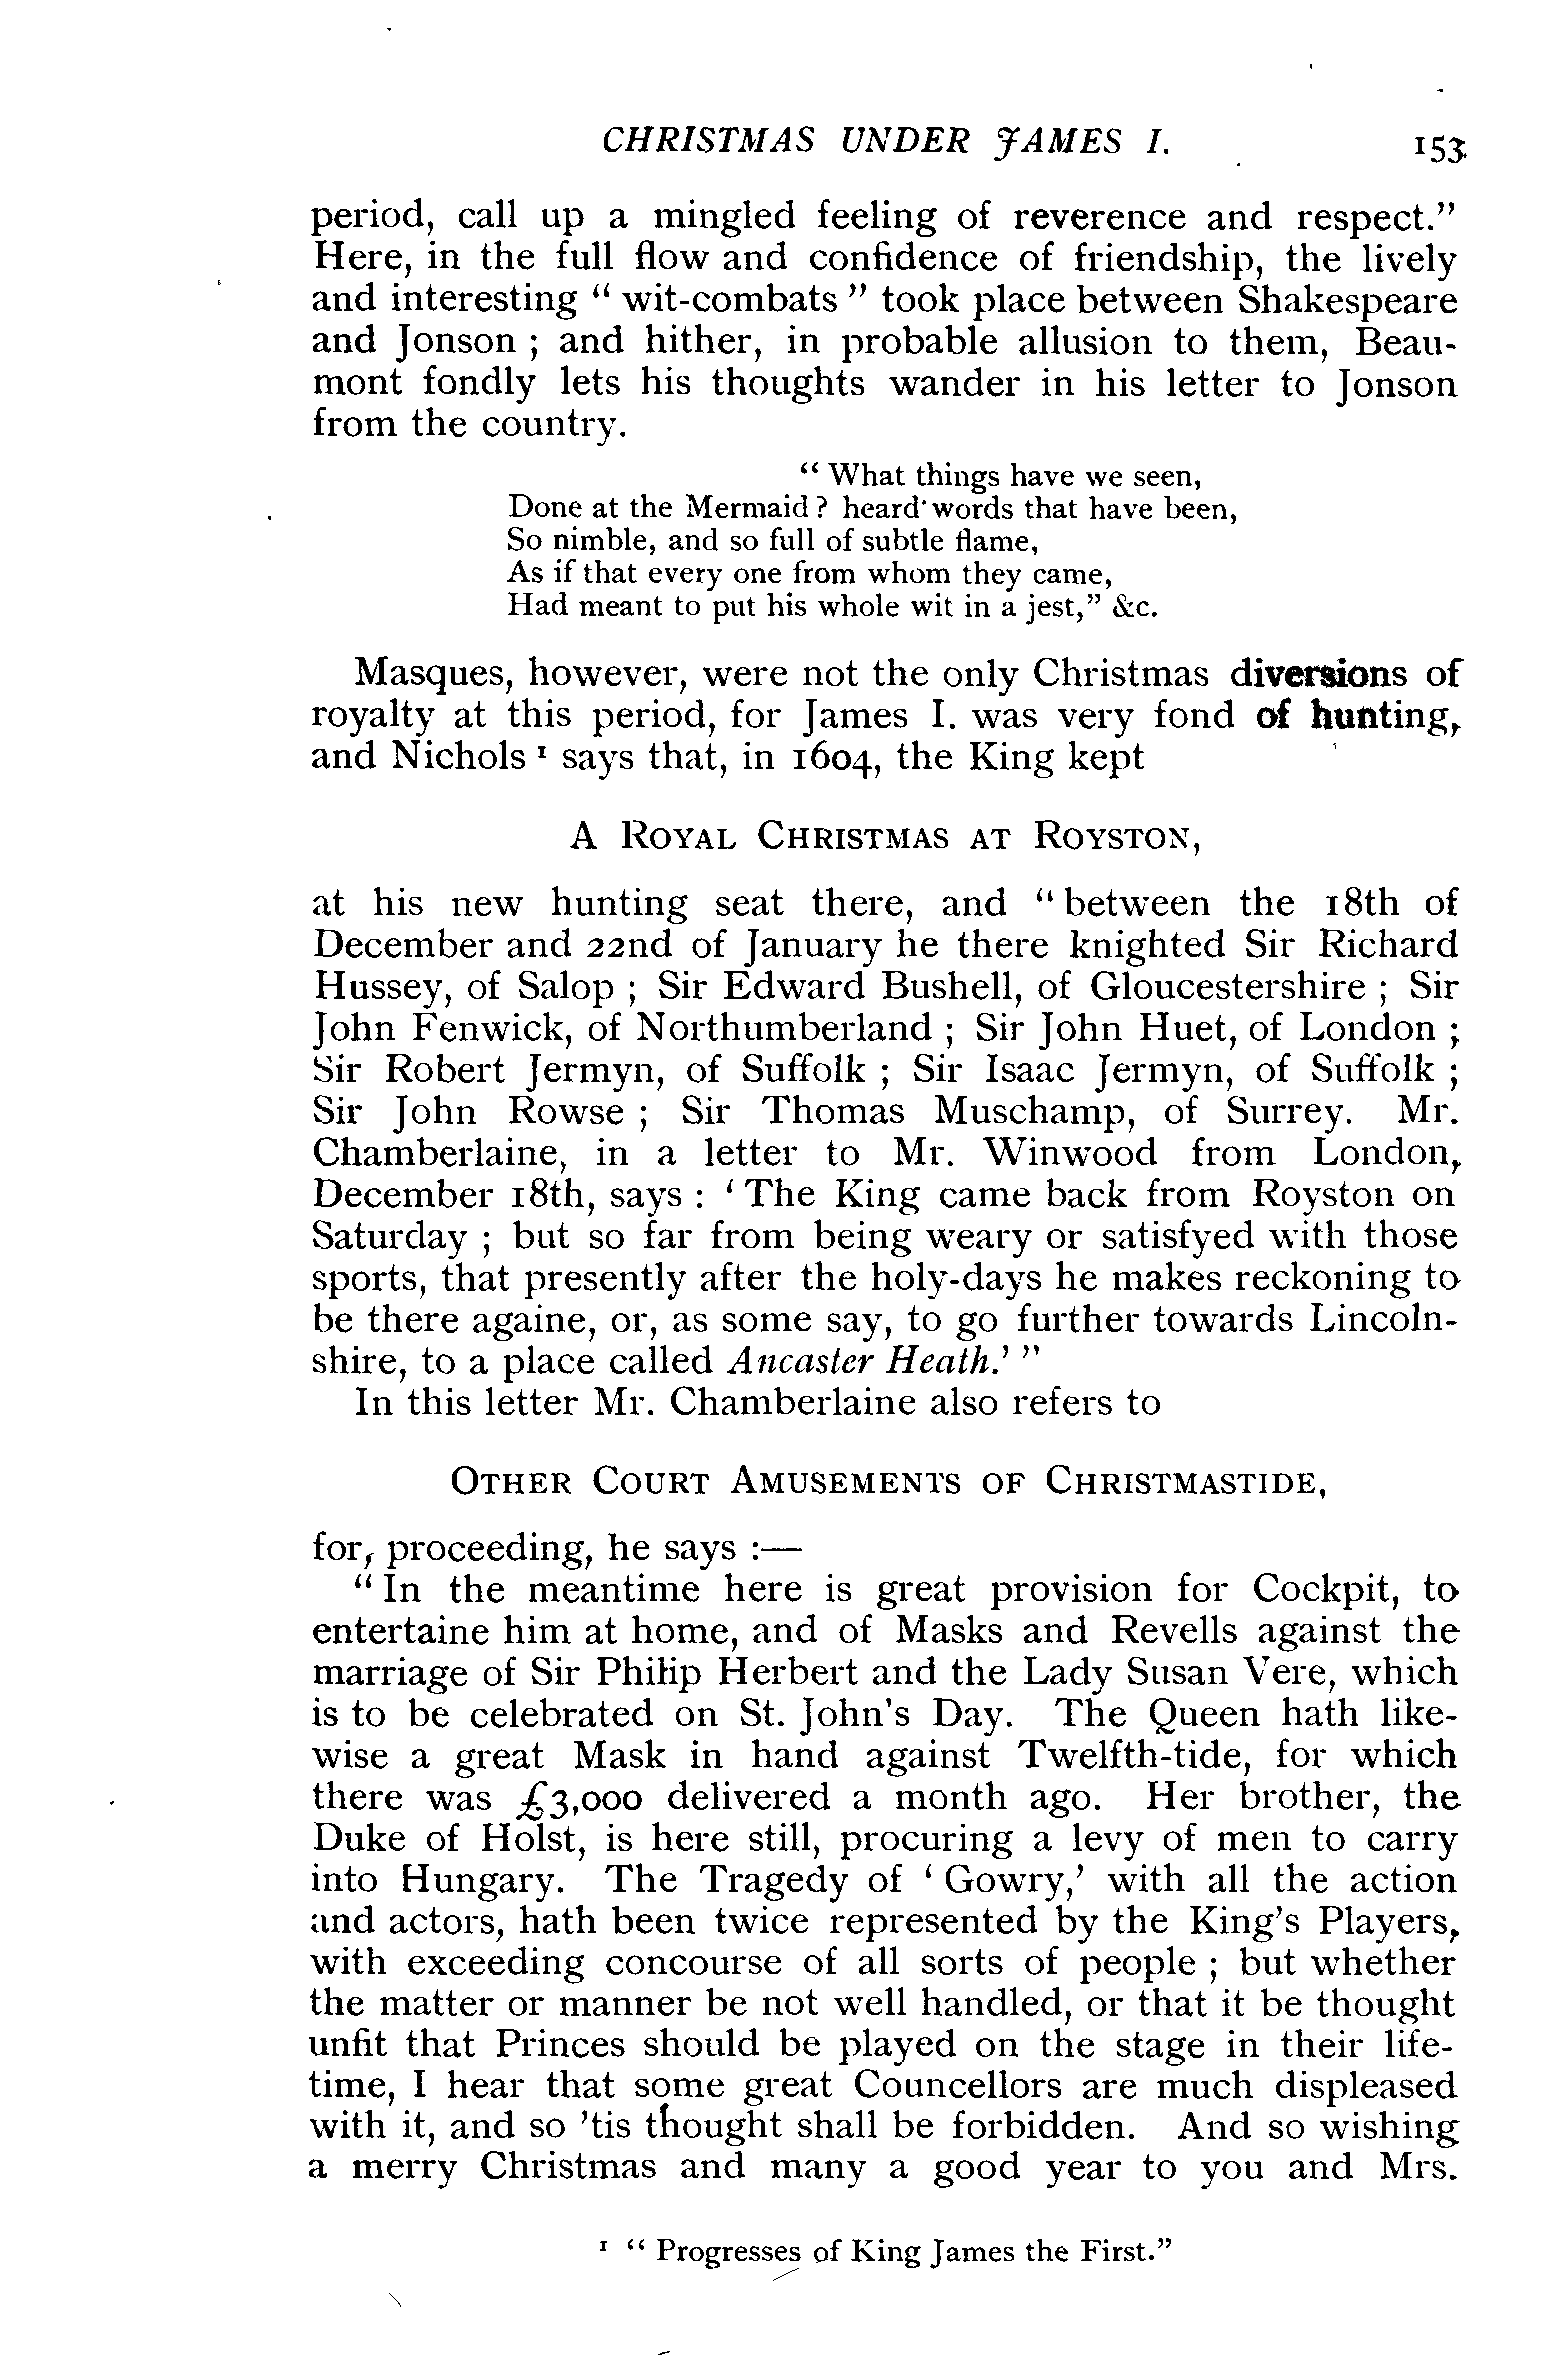 CHRISTMAS UNDER JAMES I. 153
period, call up a mingled feeling of reverence and respect.”
Here, in the full flow and confidence of friendship, the lively
and interesting “ wit-combats ” took place between Shakespeare
and Jonson ; and hither, in probable allusion to them, Beau-
mont fondly lets his thoughts wander in his letter to Jonson
from the country.
“ What things have we seen,
Done at the Mermaid ? heard words that have been,
So nimble, and so full of subtle flame,
As if that every one from whom they came,
Had meant to put his whole wit in a jest,” &c.
Masques, however, were not the only Christmas diversions of
royalty at this period, for James I. was very fond of hunting,
and Nichols ¹ says that, in 1604, the King kept
A ROYAL CHRISTMAS AT ROYSTON,
at his new hunting seat there, and “ between the 18th of
December and 22nd of January he there knighted Sir Richard
Hussey, of Salop ; Sir Edward Bushell, of Gloucestershire ; Sir
John Fenwick, of Northumberland ; Sir John Huet, of London ;
Sir Robert Jermyn, of Suffolk ; Sir Isaac Jermyn, of Suffolk ;
Sir John Rowse ; Sir Thomas Muschamp, of Surrey. Mr.
Chamberlaine, in a letter to Mr. Winwood from London,
December 18th, says : ‘ The King came back from Royston on
Saturday ; but so far from being weary or satisfyed with those
sports, that presently after the holy-days he makes reckoning to
be there againe, or, as some say, to go further towards Lincoln-
shire, to a place called Ancaster Heath.’ ”
In this letter Mr. Chamberlaine also refers to
OTHER COURT AMUSEMENTS OF CHRISTMASTIDE,
for, proceeding, he says :—
“ In the meantime here is great provision for Cockpit, to
entertaine him at home, and of Masks and Revells against the
marriage of Sir Philip Herbert and the Lady Susan Vere, which
is to be celebrated on St. John’s Day. The Queen hath like-
wise a great Mask in hand against Twelfth-tide, for which
there was £3,000 delivered a month ago. Her brother, the
Duke of Holst, is here still, procuring a levy of men to carry
into Hungary. The Tragedy of ‘ Gowry,’ with all the action
and actors, hath been twice represented by the King’s Players,
with exceeding concourse of all sorts of people ; but whether
the matter or manner be not well handled, or that it be thought
unfit that Princes should be played on the stage in their life-
time, I hear that some great Councellors are much displeased
with it, and so ’tis thought shall be forbidden. And so wishing
a merry Christmas and many a good year to you and Mrs.
¹ “ Progresses of King James the First.”